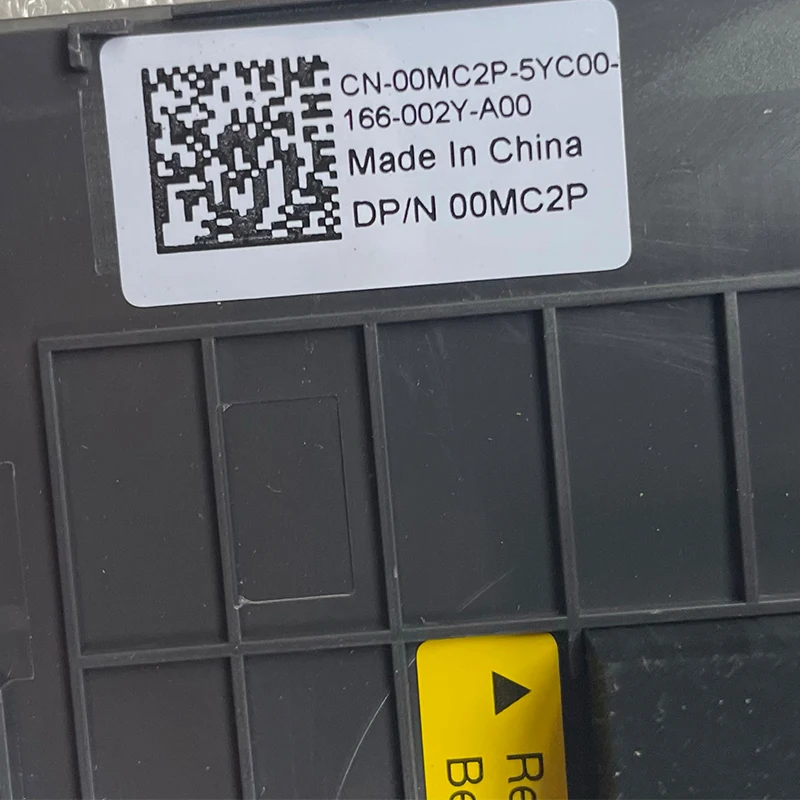 CN-00MC2P-5YC00-
166-002Y-A00
Made In China
DP/N 00MC2P